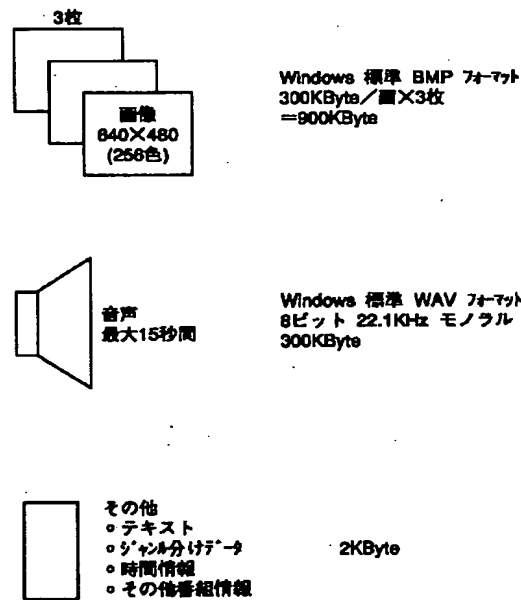 3枚
画像
640×480
(256色)
Windows 標準 BMP フォーマット
300KByte/画×3枚
=900KByte
音声
最大15秒間
Windows 標準 WAV フォーマット
8ビット 22.1KHz モノラル
300KByte
その他
○テキスト
○ジャンル分けデータ
○時間情報
○その他番組情報
2KByte